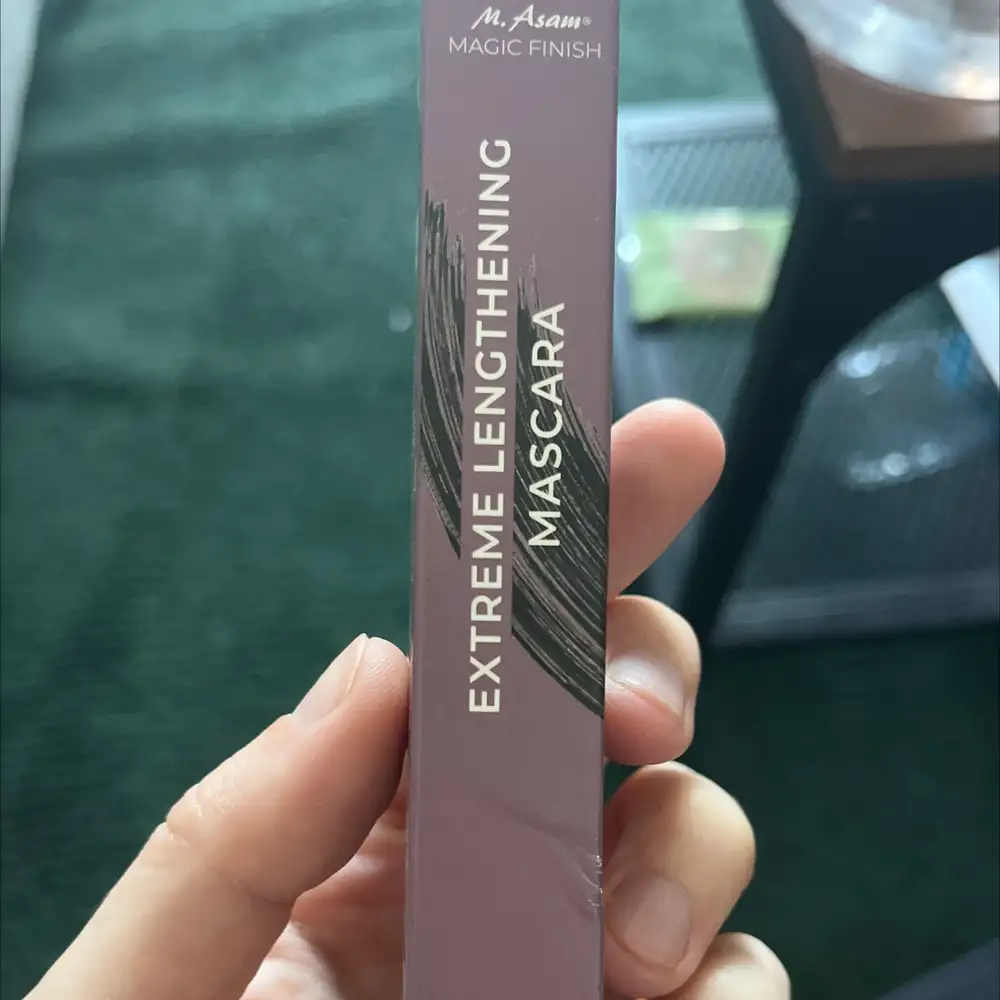 M. Asam®
MAGIC FINISH
EXTREME LENGTHENING
MASCARA